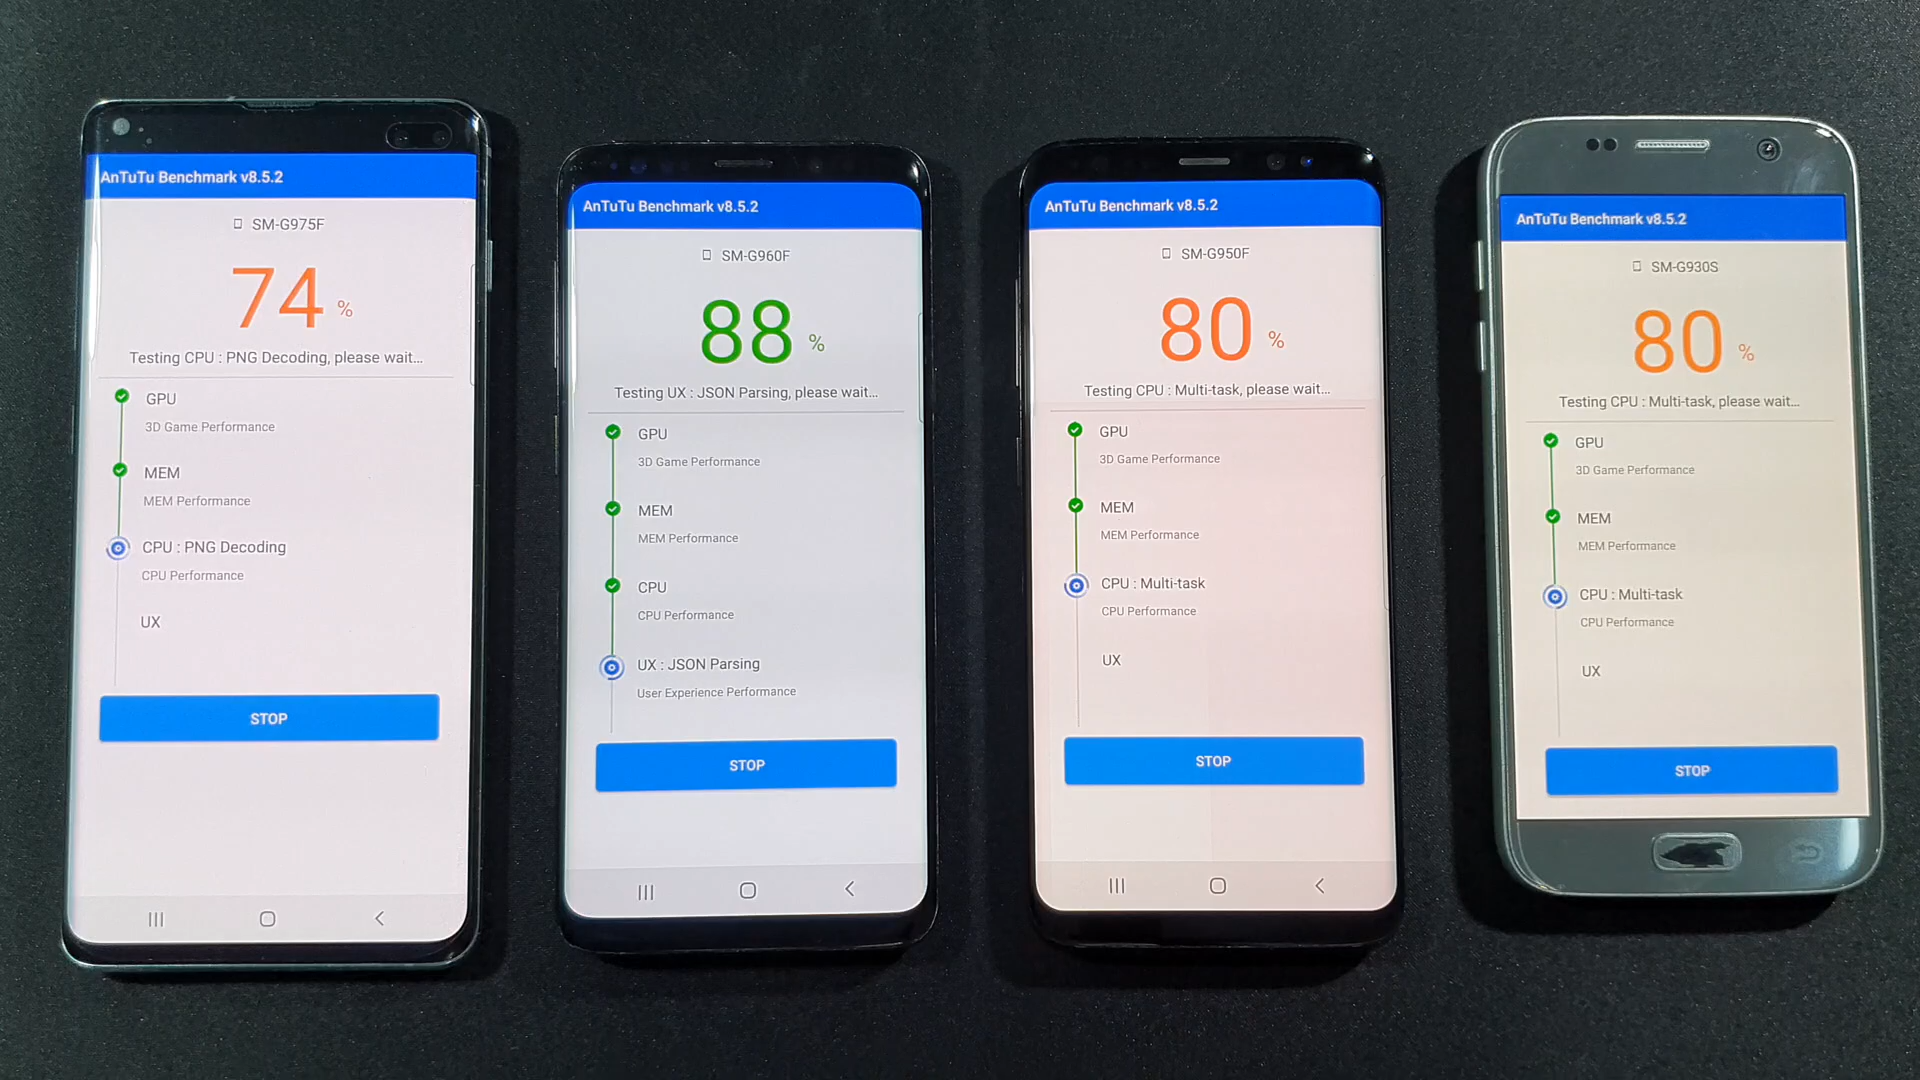 AnTuTu Benchmark v8.5.2
SM-G975F
74 %
Testing CPU : PNG Decoding, please wait...
GPU
3D Game Performance
MEM
MEM Performance
CPU : PNG Decoding
CPU Performance
UX
STOP
AnTuTu Benchmark v8.5.2
SM-G960F
88 %
Testing UX : JSON Parsing, please wait...
GPU
3D Game Performance
MEM
MEM Performance
CPU
CPU Performance
UX : JSON Parsing
User Experience Performance
STOP
AnTuTu Benchmark v8.5.2
SM-G950F
80 %
Testing CPU : Multi-task, please wait...
GPU
3D Game Performance
MEM
MEM Performance
CPU : Multi-task
CPU Performance
UX
STOP
AnTuTu Benchmark v8.5.2
SM-G930S
80 %
Testing CPU : Multi-task, please wait...
GPU
3D Game Performance
MEM
MEM Performance
CPU : Multi-task
CPU Performance
UX
STOP